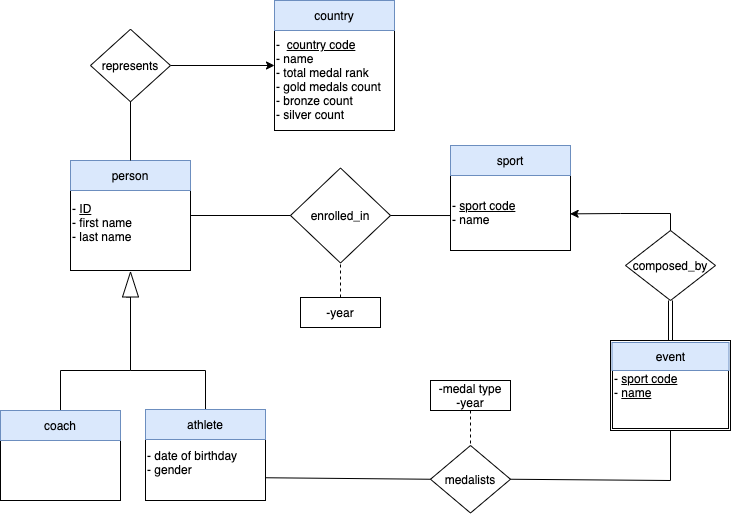 country
- country code
- name
- total medal rank
- gold medals count
- bronze count
- silver count
represents
person
- ID
- first name
- last name
enrolled_in
-year
sport
- sport code
- name
composed_by
event
- sport code
- name
coach
athlete
- date of birthday
- gender
-medal type
-year
medalists